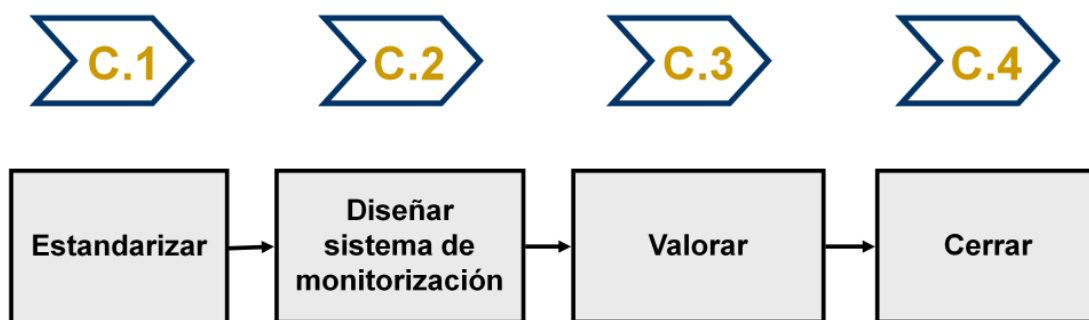 C.1
C.2
C.3
C.4
Estandarizar
Diseñar
sistema de
monitorización
Valorar
Cerrar